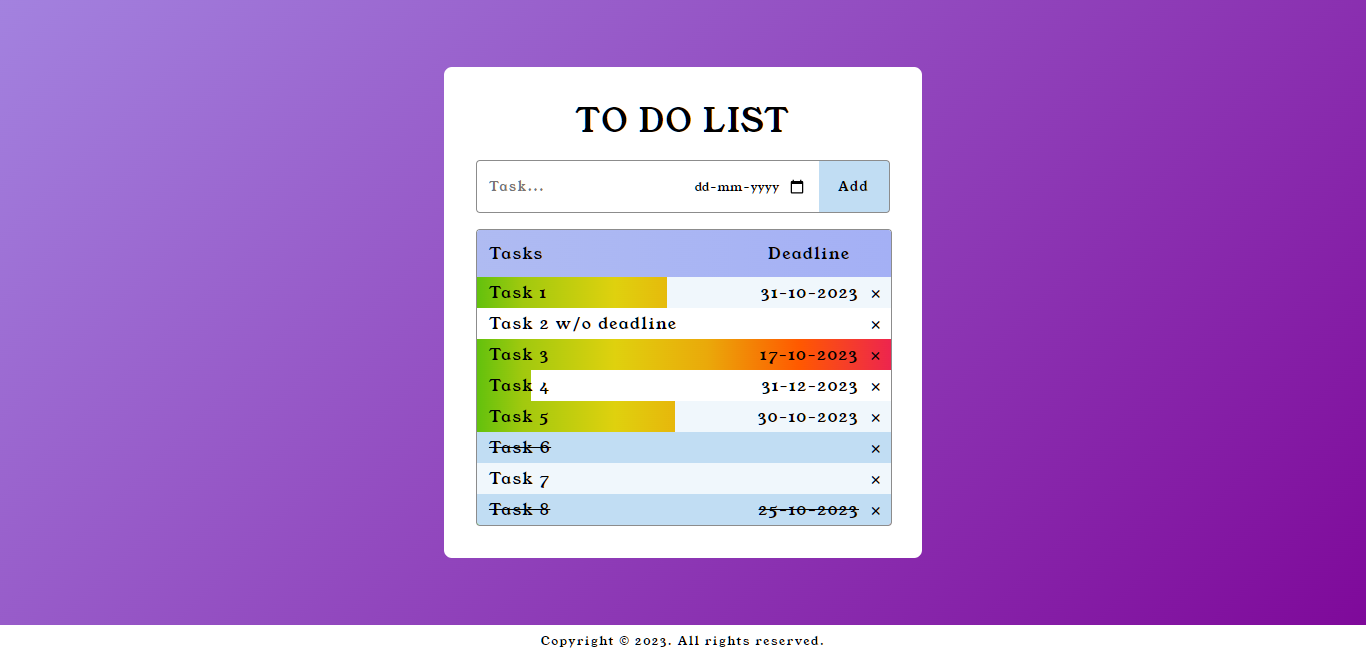 TO DO LIST
Task... dd-mm-yyyy Add
Tasks Deadline
Task 1 31-10-2023 ×
Task 2 w/o deadline ×
Task 3 17-10-2023 ×
Task 4 31-12-2023 ×
Task 5 30-10-2023 ×
Task 6 ×
Task 7 ×
Task 8 25-10-2023 ×
Copyright © 2023. All rights reserved.